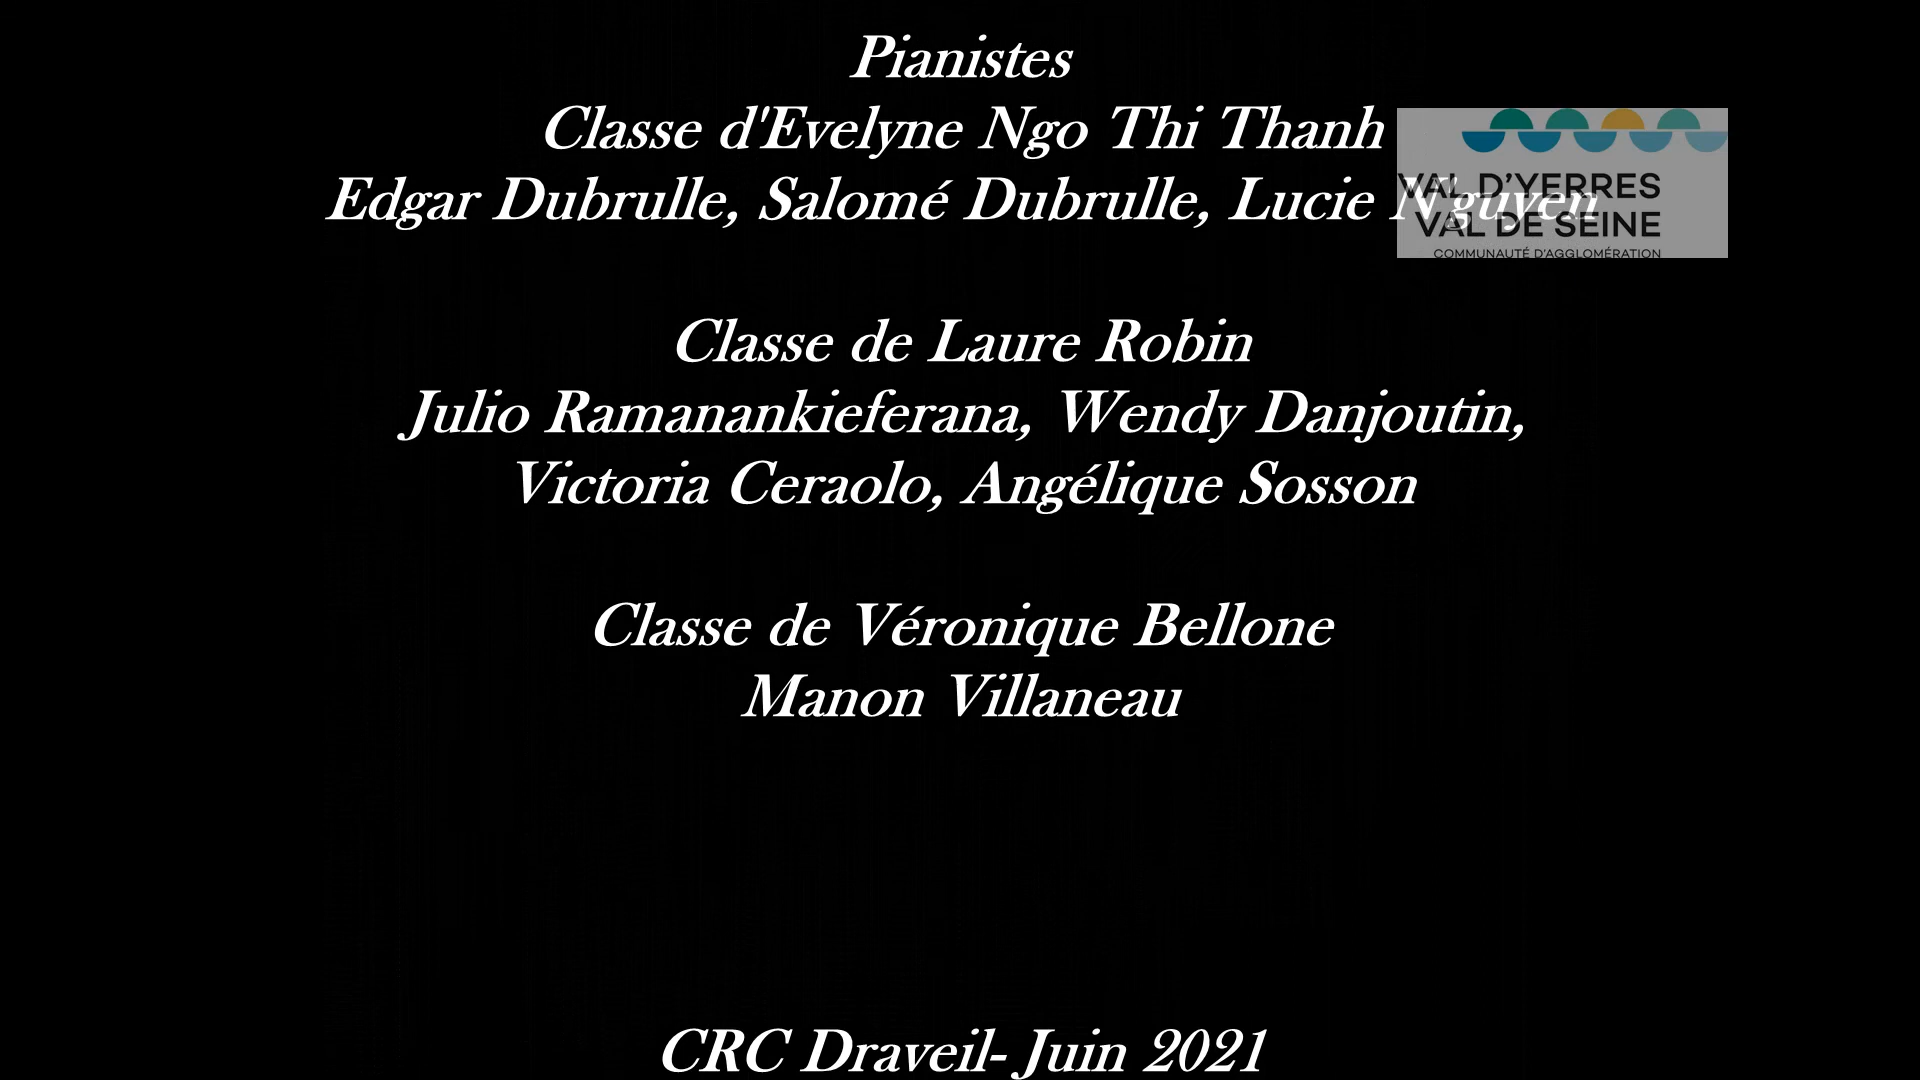 Pianistes
Classe d'Evelyne Ngo Thi Thanh
Edgar Dubrulle, Salomé Dubrulle, Lucie Nguyen
VAL D'YERRES
VAL DE SEINE
COMMUNAUTÉ D'AGGLOMÉRATION
Classe de Laure Robin
Julio Ramanankieferana, Wendy Danjoutin,
Victoria Ceraolo, Angélique Sosson
Classe de Véronique Bellone
Manon Villaneau
CRC Draveil- Juin 2021